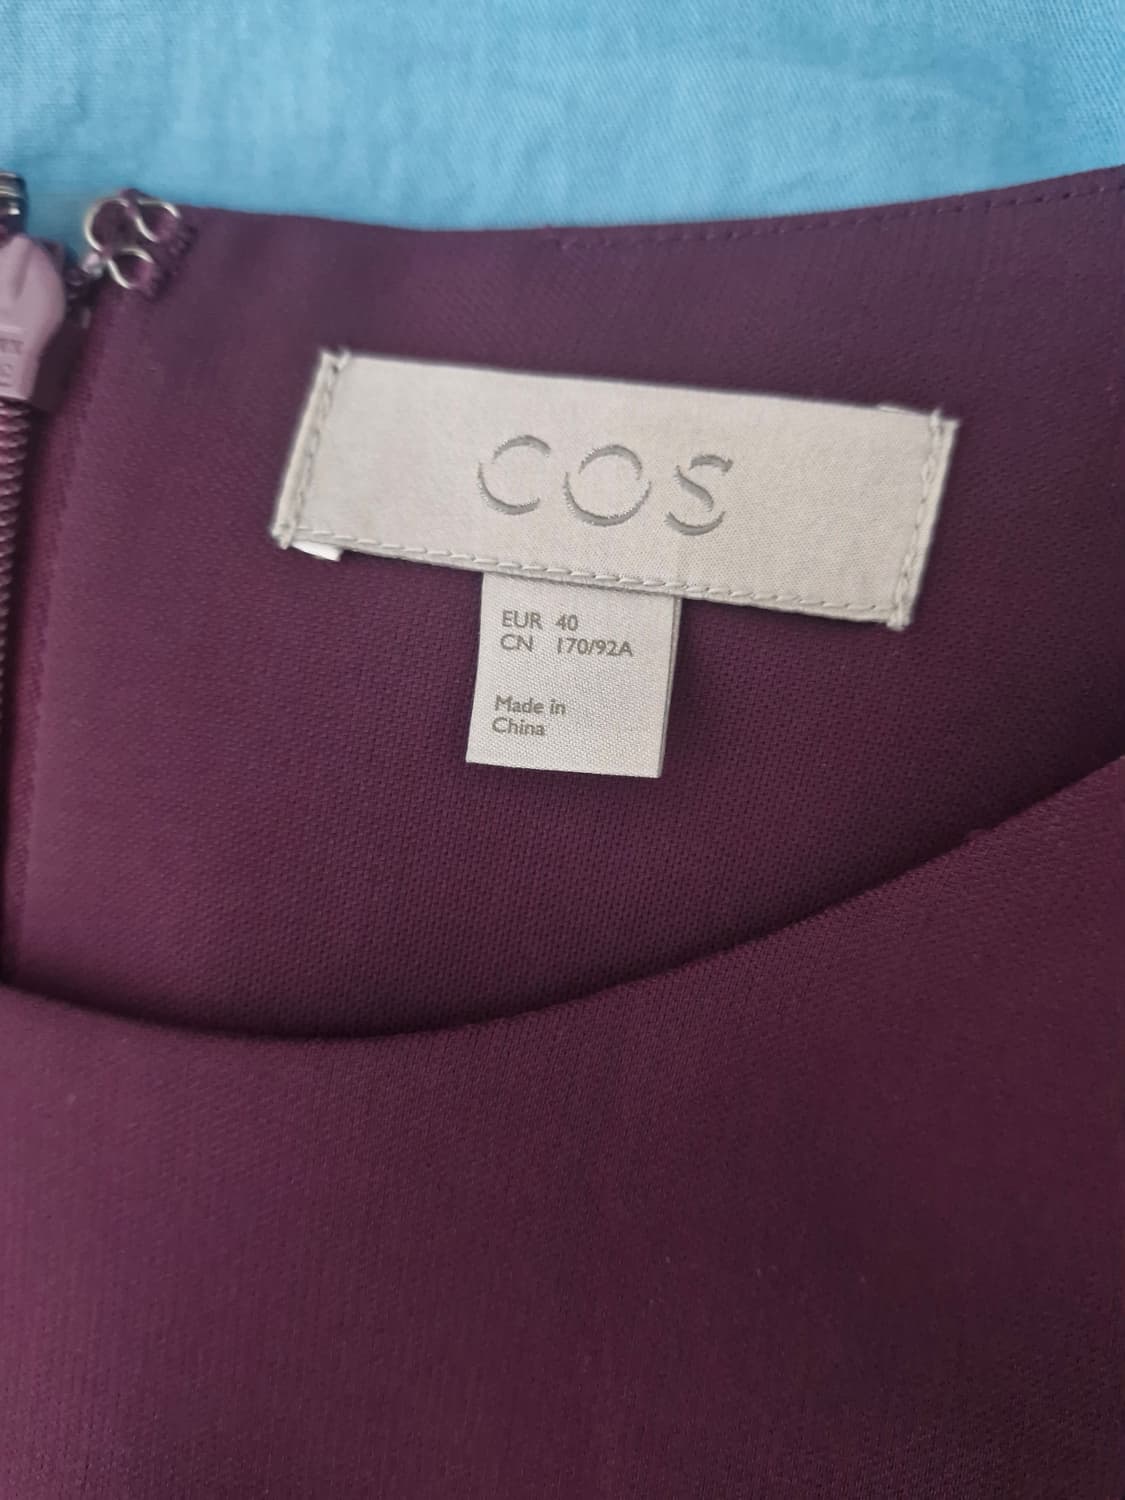 COS
EUR 40
CN 170/92A
Made in
China